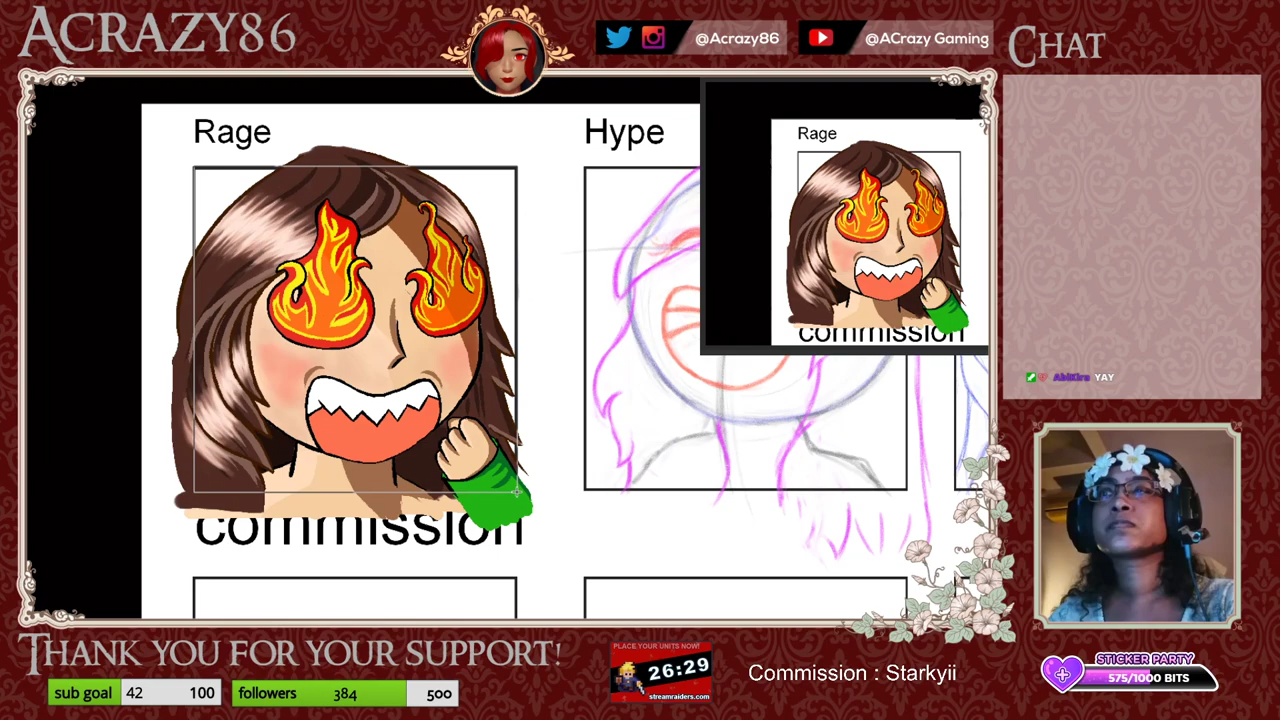 ACRAZY86
@Acrazy86
@ACrazy Gaming
CHAT
Rage
Hype
Rage
commission
commission
AbiKira YAY
THANK YOU FOR YOUR SUPPORT!
sub goal 42 100
followers 384 500
PLACE YOUR UNITS NOW!
26:29
streamraiders.com
Commission : Starkyii
STICKER PARTY
575/1000 BITS